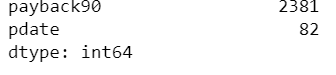 payback90                2381
pdate                      82
dtype: int64